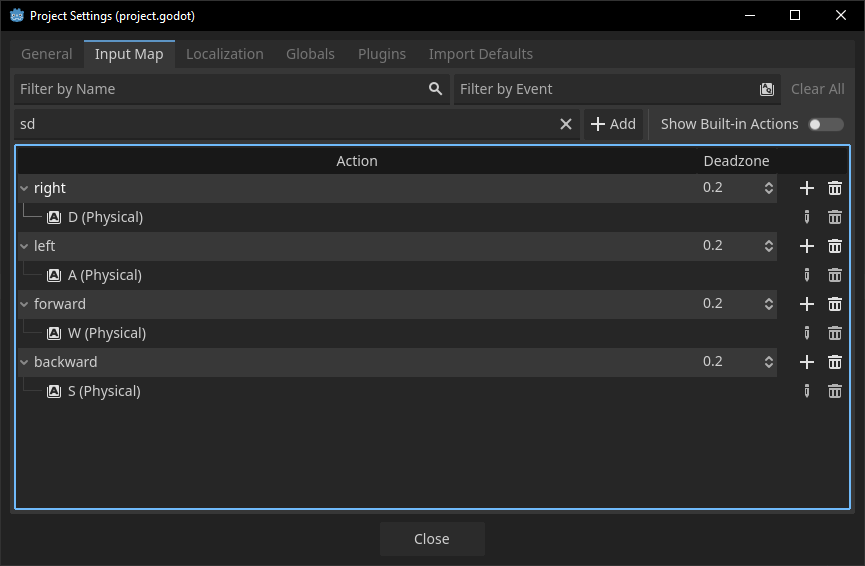 Project Settings (project.godot)
General Input Map Localization Globals Plugins Import Defaults
Filter by Name Filter by Event Clear All
sd Add Show Built-in Actions
Action Deadzone
right 0.2
D (Physical)
left 0.2
A (Physical)
forward 0.2
W (Physical)
backward 0.2
S (Physical)
Close